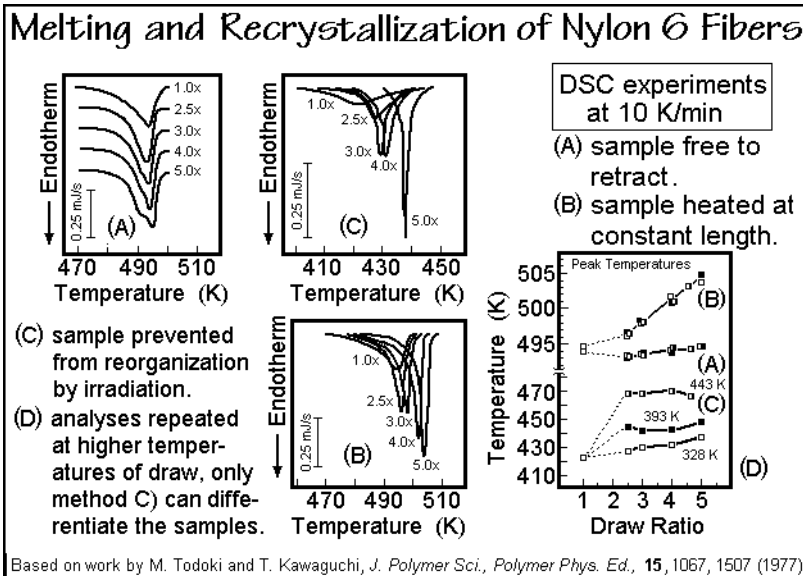 Melting and Recrystallization of Nylon 6 Fibers
Endotherm
0.25 mJ/s
1.0x
2.5x
3.0x
4.0x
5.0x
(A)
470 490 510
Temperature (K)
Endotherm
0.25 mJ/s
1.0x
2.5x
3.0x
4.0x
5.0x
(C)
410 430 450
Temperature (K)
DSC experiments
at 10 K/min
(A) sample free to
retract.
(B) sample heated at
constant length.
(C) sample prevented
from reorganization
by irradiation.
(D) analyses repeated
at higher temper-
atures of draw, only
method C) can diffe-
rentiate the samples.
Endotherm
0.25 mJ/s
1.0x
2.5x
3.0x
4.0x
5.0x
(B)
470 490 510
Temperature (K)
Peak Temperatures
Temperature (K)
505
500
495
470
450
430
410
(B)
(A)
443 K
(C)
393 K
328 K
(D)
1 2 3 4 5
Draw Ratio
Based on work by M. Todoki and T. Kawaguchi, J. Polymer Sci., Polymer Phys. Ed., 15, 1067, 1507 (1977)